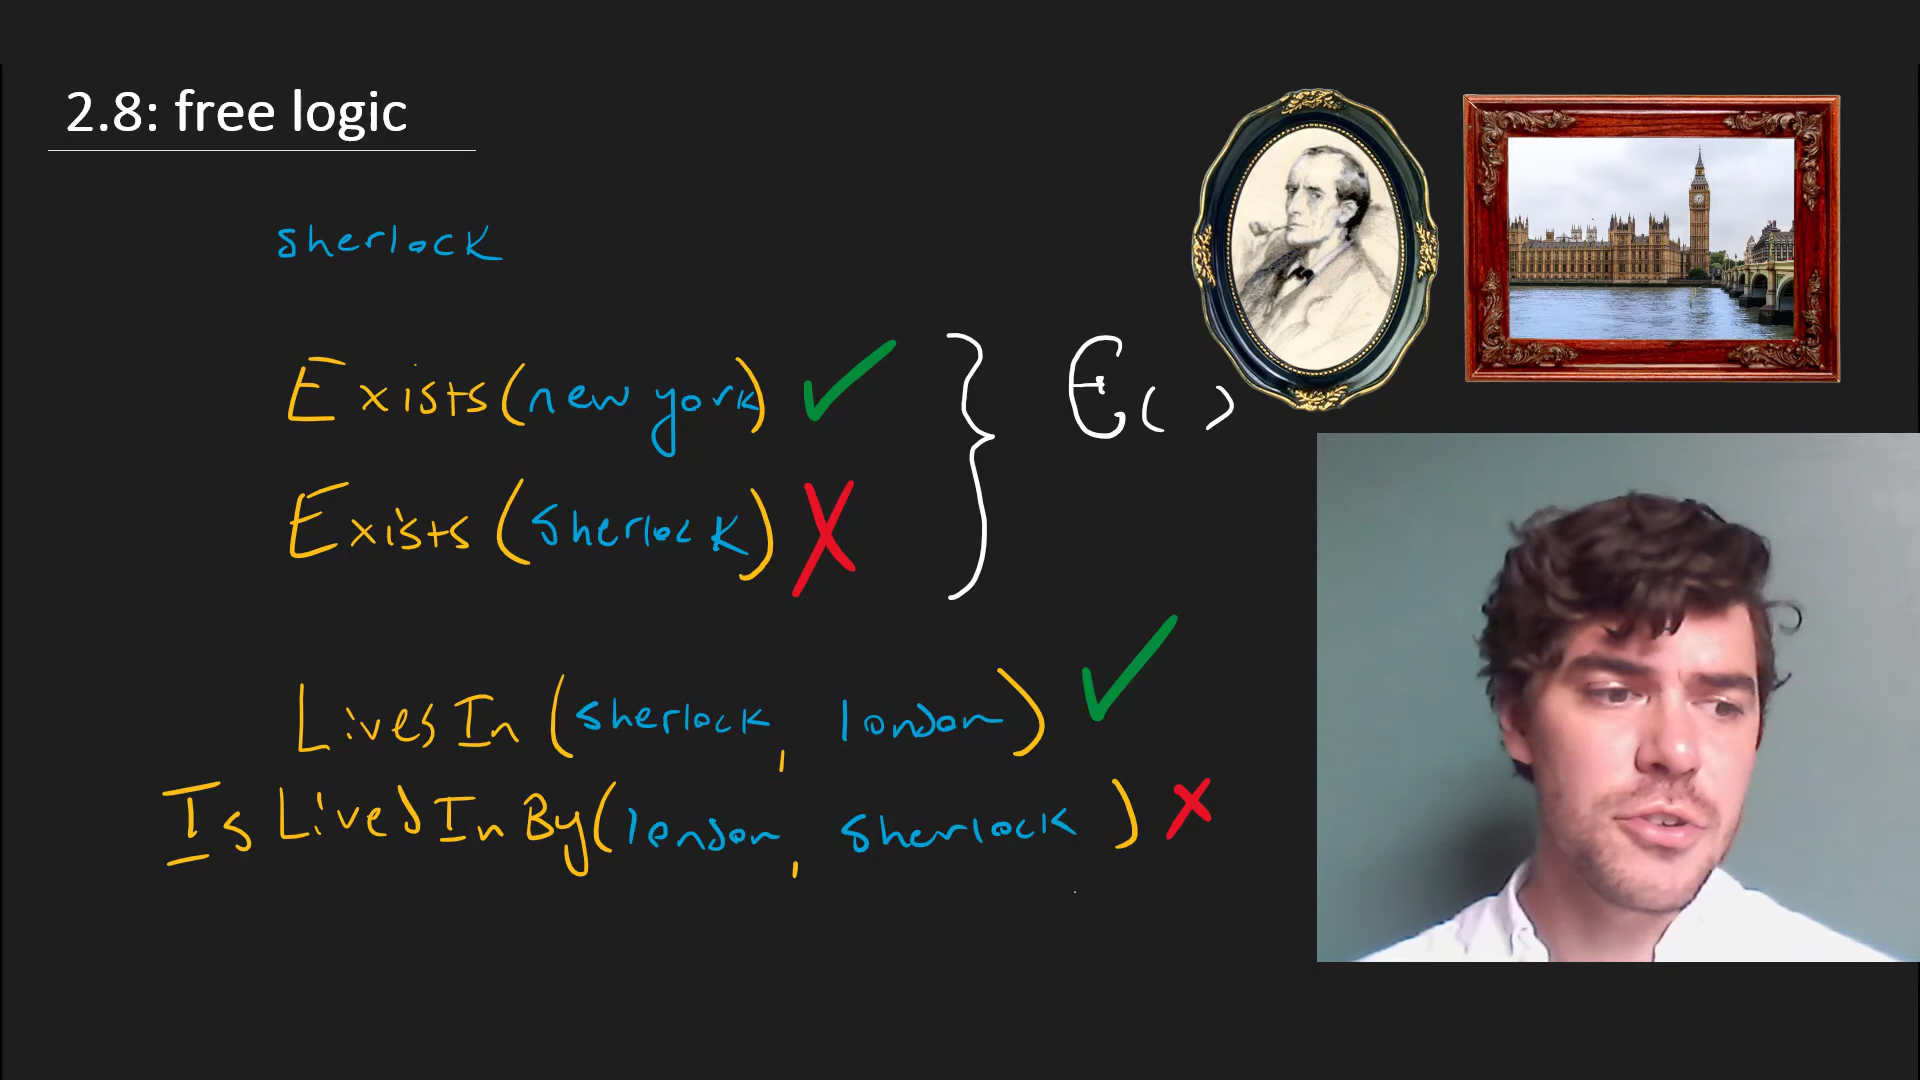 2.8: free logic
sherlock
Exists(new york) ✓
Exists(sherlock) X
} E( )
LivesIn(sherlock, london) ✓
IsLivedInBy(london, sherlock) X